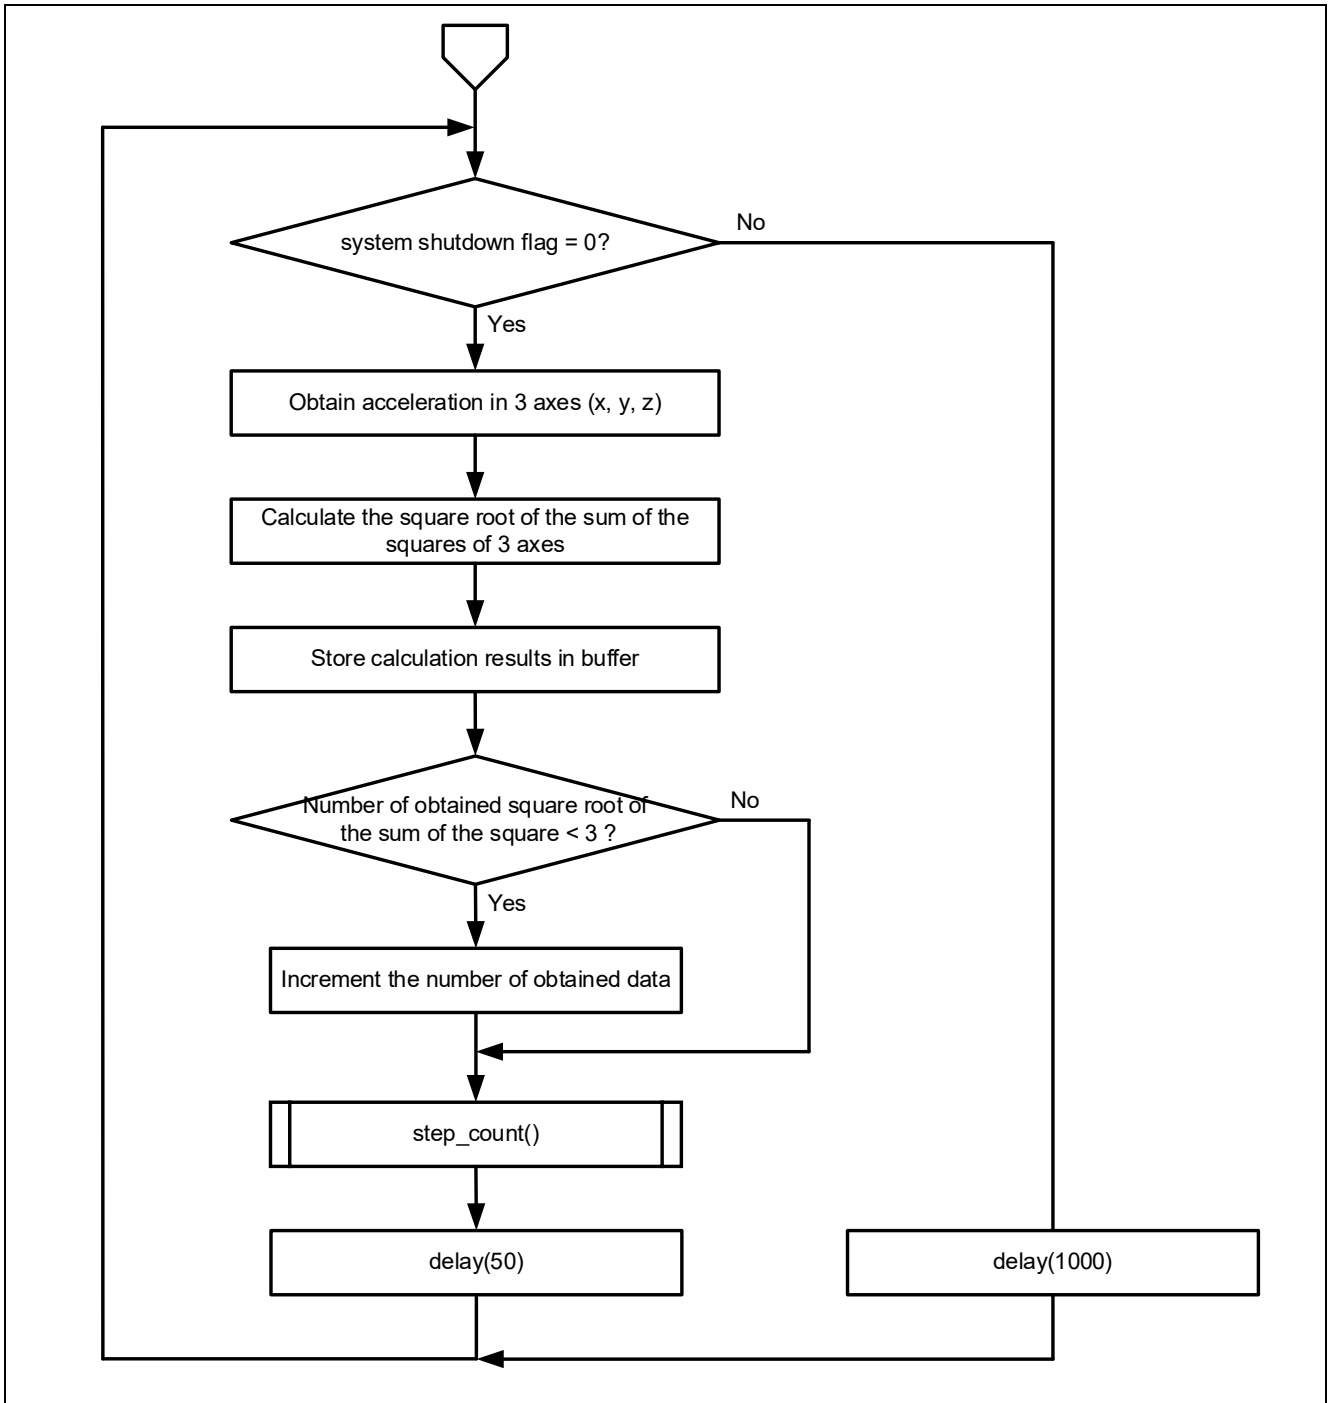 No
system shutdown flag = 0?
Yes
Obtain acceleration in 3 axes (x, y, z)
Calculate the square root of the sum of the
squares of 3 axes
Store calculation results in buffer
No
Number of obtained square root of
the sum of the square < 3 ?
Yes
Increment the number of obtained data
step_count()
delay(50)
delay(1000)